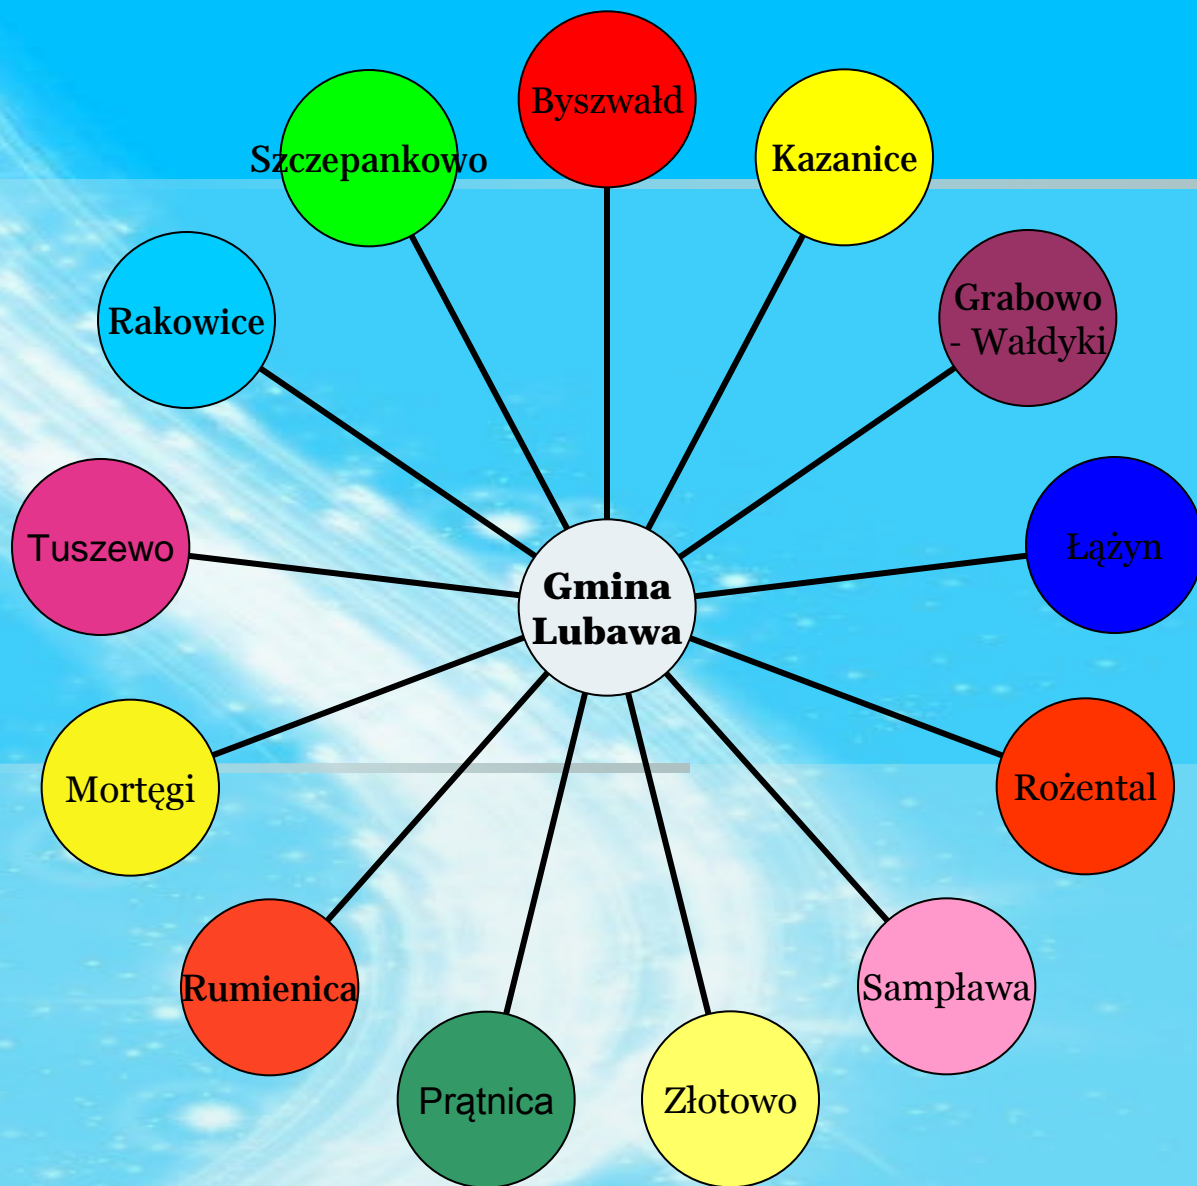 Byszwałd
Szczepankowo
Kazanice
Rakowice
Grabowo
- Wałdyki
Tuszewo
Łążyn
Gmina
Lubawa
Mortęgi
Rożental
Rumienica
Sampława
Prątnica
Złotowo